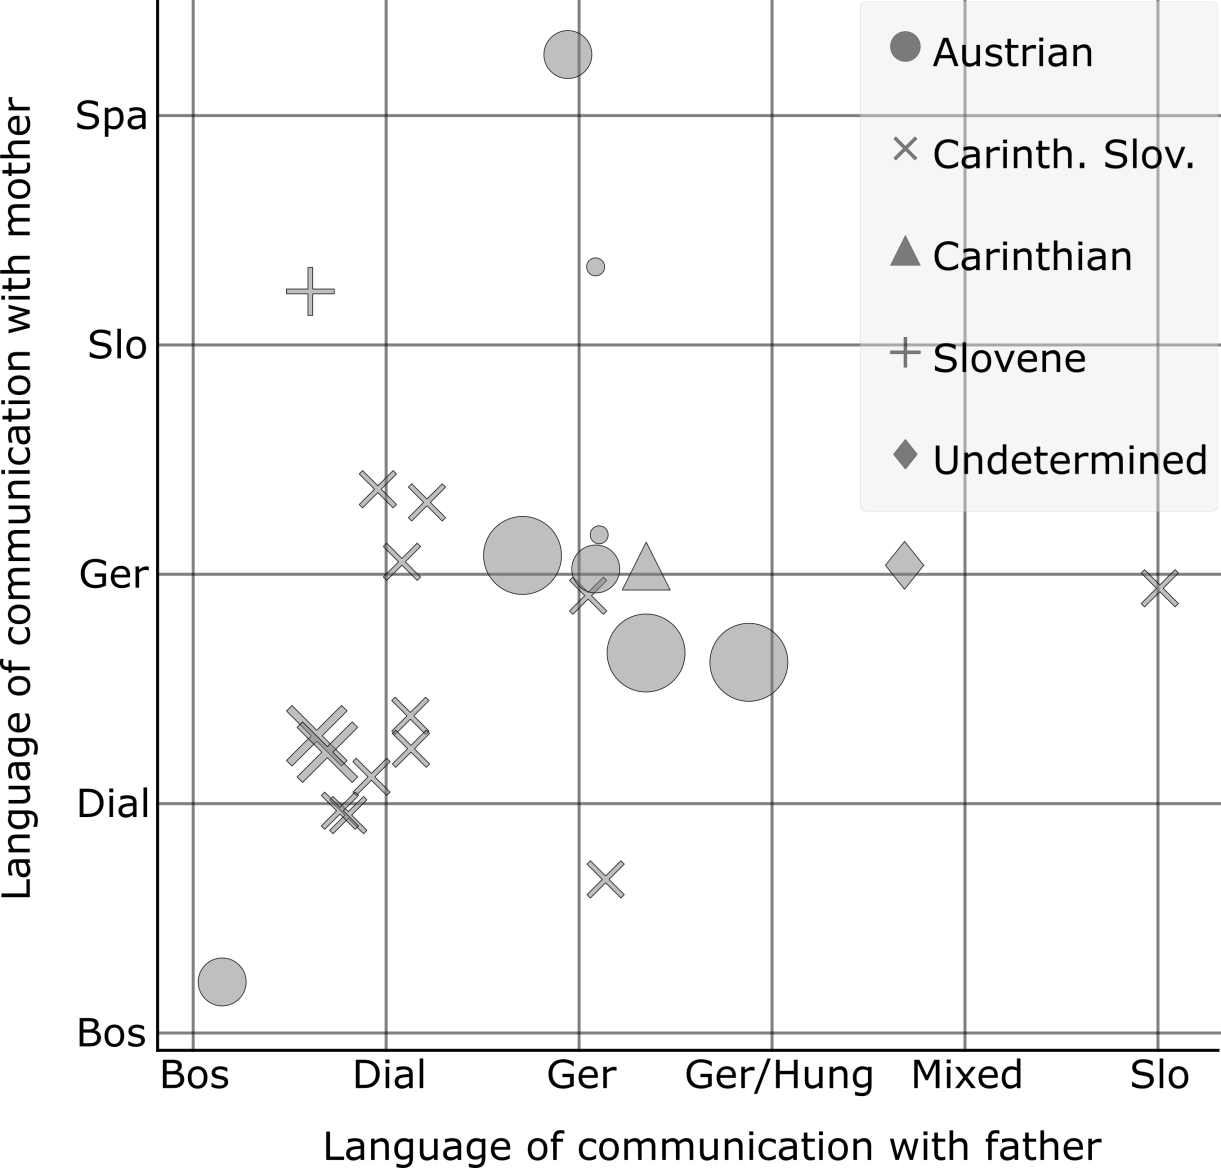 Language of communication with mother
Spa
Slo
Ger
Dial
Bos
Austrian
Carinth. Slov.
Carinthian
Slovene
Undetermined
Bos Dial Ger Ger/Hung Mixed Slo
Language of communication with father